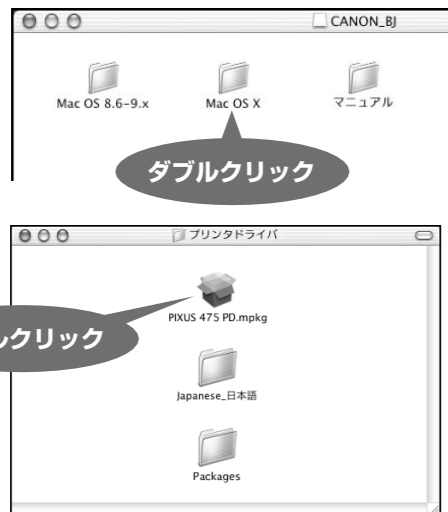 CANON_BJ
Mac OS 8.6-9.x
Mac OS X
マニュアル
ダブルクリック
プリンタドライバ
PIXUS 475 PD.mpkg
ルクリック
Japanese_日本語
Packages